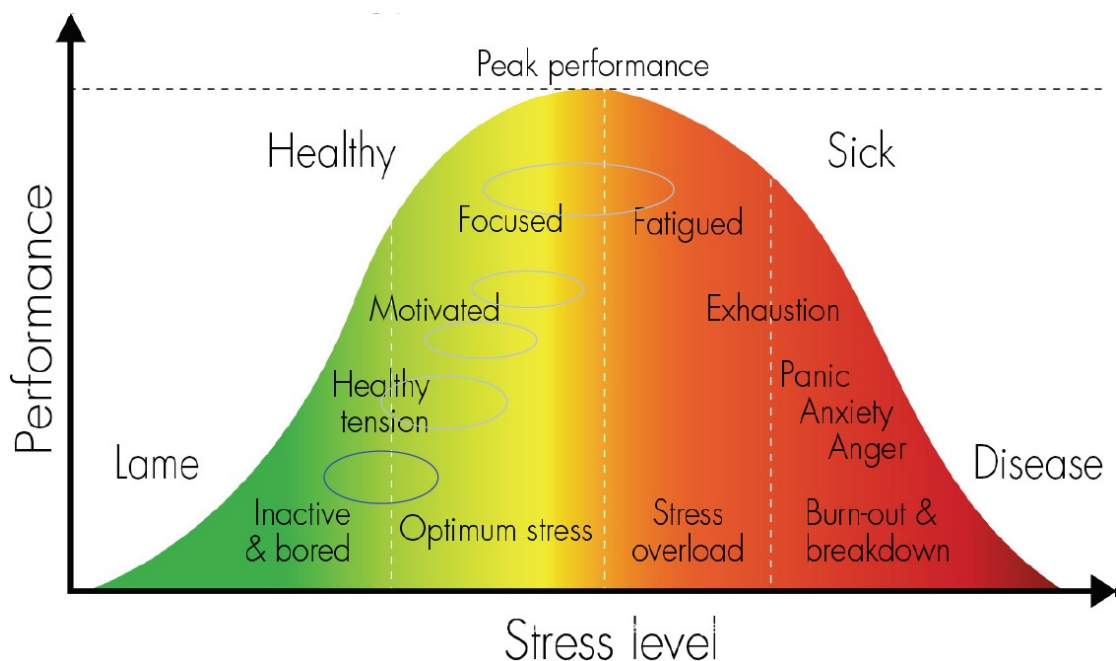 Peak performance
Healthy
Sick
Focused
Fatigued
Motivated
Exhaustion
Healthy
tension
Panic
Anxiety
Anger
Lame
Disease
Inactive
& bored
Optimum stress
Stress
overload
Burn-out &
breakdown
Performance
Stress level